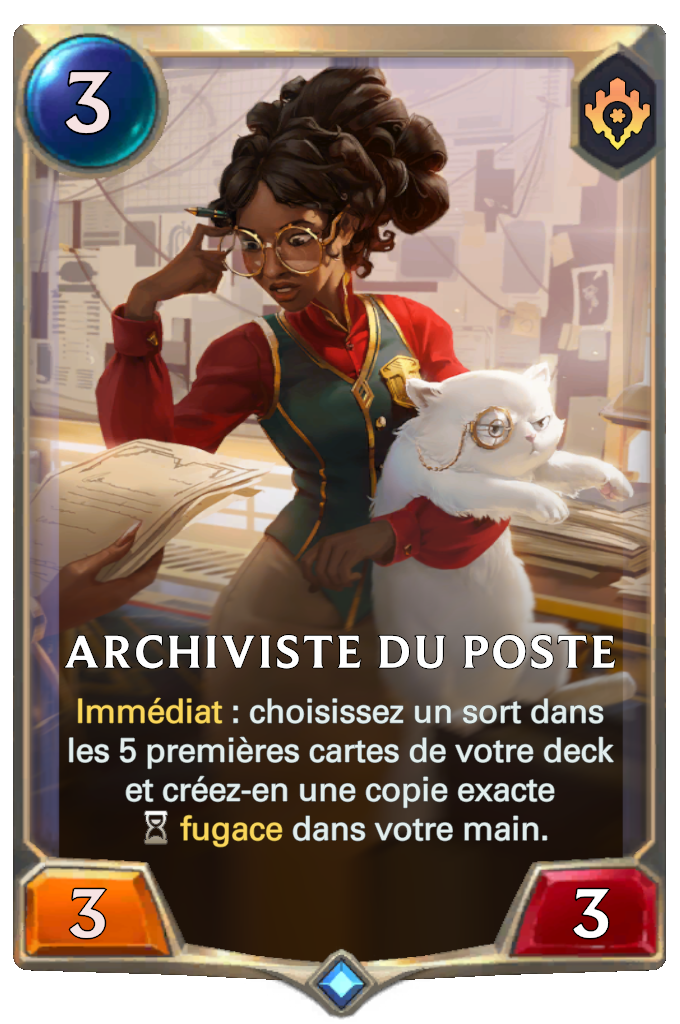 3
ARCHIVISTE DU POSTE
Immédiat : choisissez un sort dans
les 5 premières cartes de votre deck
et créez-en une copie exacte
fugace dans votre main.
3
3